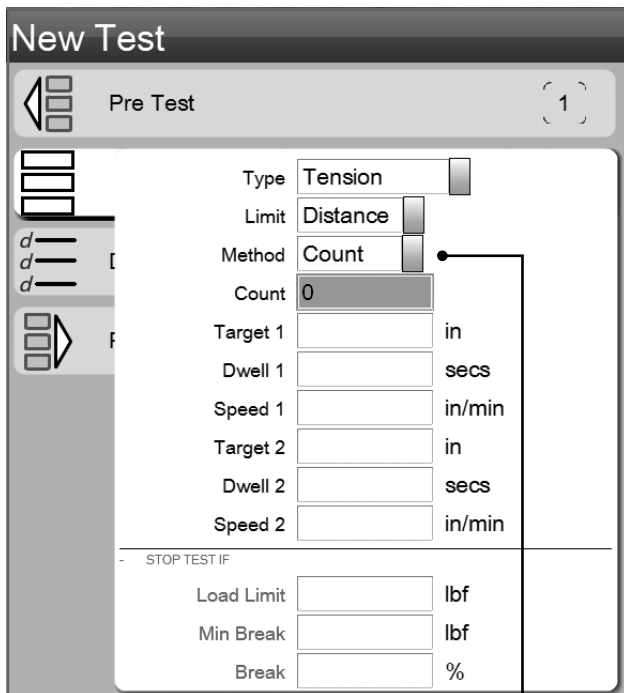 New Test
Pre Test 1
Type Tension
Limit Distance
Method Count
Count 0
Target 1 in
Dwell 1 secs
Speed 1 in/min
Target 2 in
Dwell 2 secs
Speed 2 in/min
- STOP TEST IF
Load Limit lbf
Min Break lbf
Break %
d
d
d